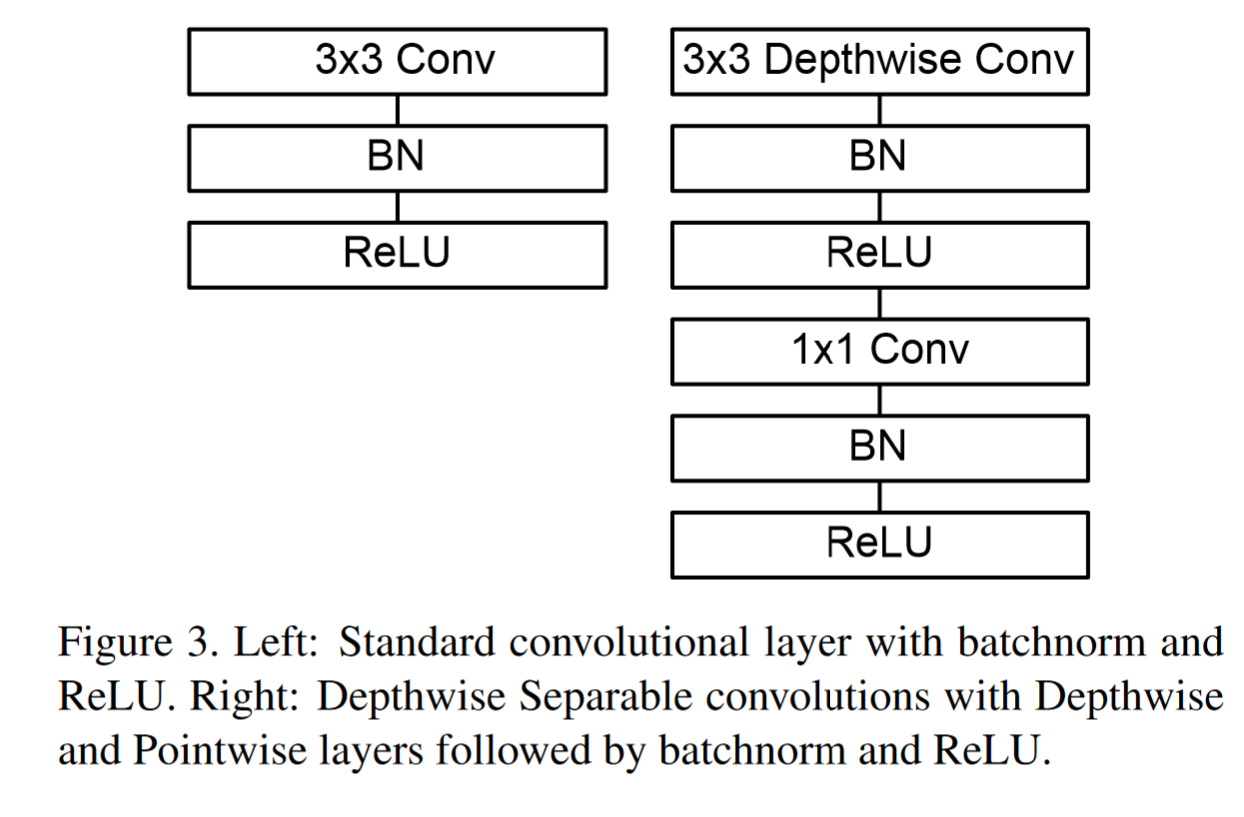 3x3 Conv
BN
ReLU
3x3 Depthwise Conv
BN
ReLU
1x1 Conv
BN
ReLU
Figure 3. Left: Standard convolutional layer with batchnorm and
ReLU. Right: Depthwise Separable convolutions with Depthwise
and Pointwise layers followed by batchnorm and ReLU.